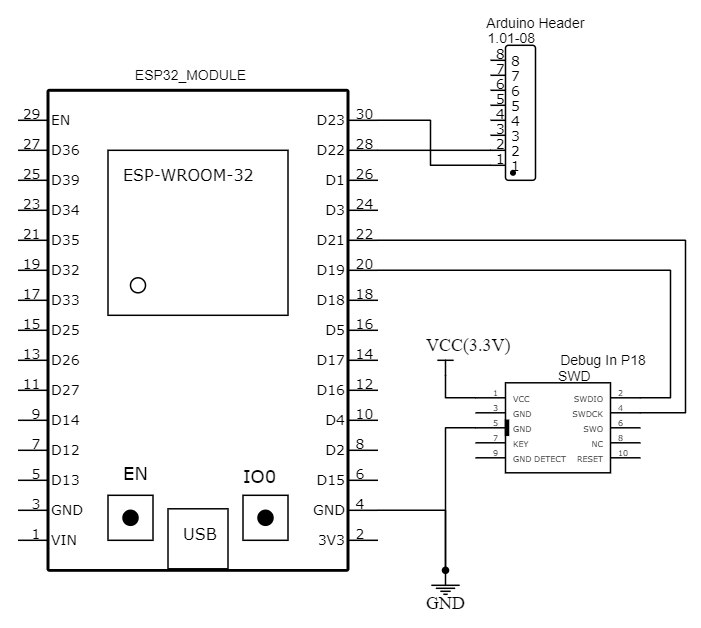 Arduino Header
1.01-08
8 8
7 7
6 6
5 5
4 4
3 3
2 2
1 1
ESP32_MODULE
ESP-WROOM-32
29 EN D23 30
27 D36 D22 28
25 D39 D1 26
23 D34 D3 24
21 D35 D21 22
19 D32 D19 20
17 D33 D18 18
15 D25 D5 16
13 D26 D17 14
11 D27 D16 12
9 D14 D4 10
7 D12 D2 8
5 D13 D15 6
3 GND GND 4
1 VIN 3V3 2
EN
IO0
USB
VCC(3.3V)
Debug In P18
SWD
1 VCC SWDIO 2
3 GND SWDCK 4
5 GND SWO 6
7 KEY NC 8
9 GND DETECT RESET 10
GND